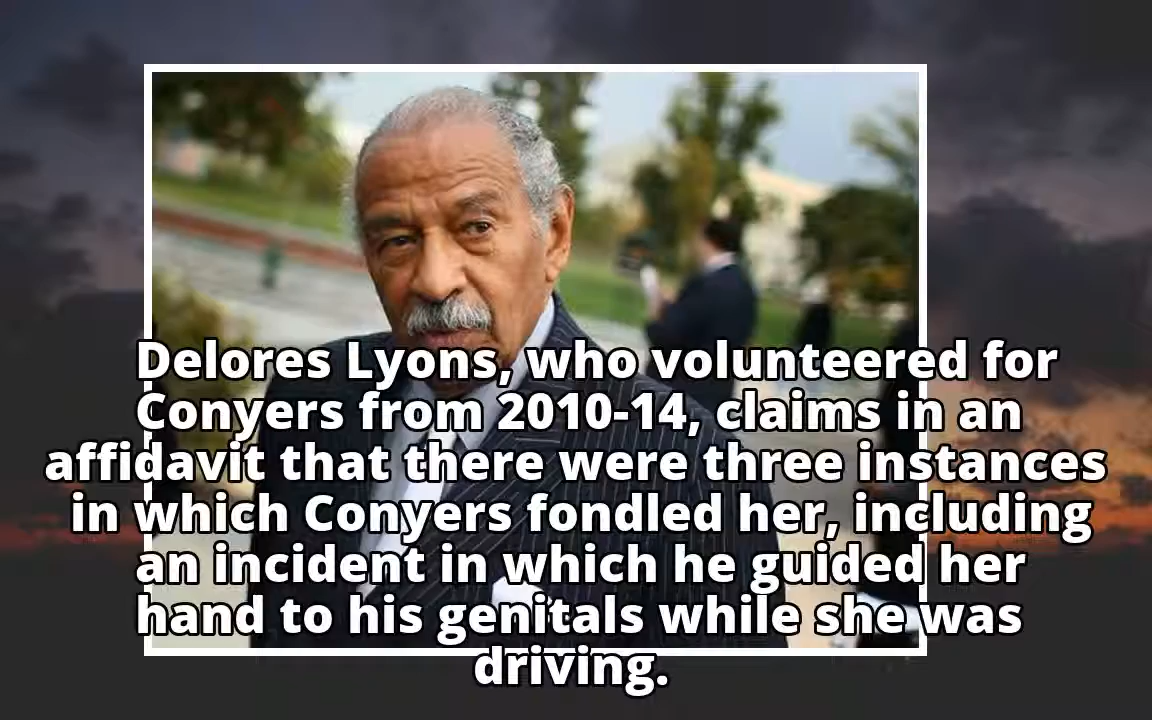 Delores Lyons, who volunteered for
Conyers from 2010-14, claims in an
affidavit that there were three instances
in which Conyers fondled her, including
an incident in which he guided her
hand to his genitals while she was
driving.